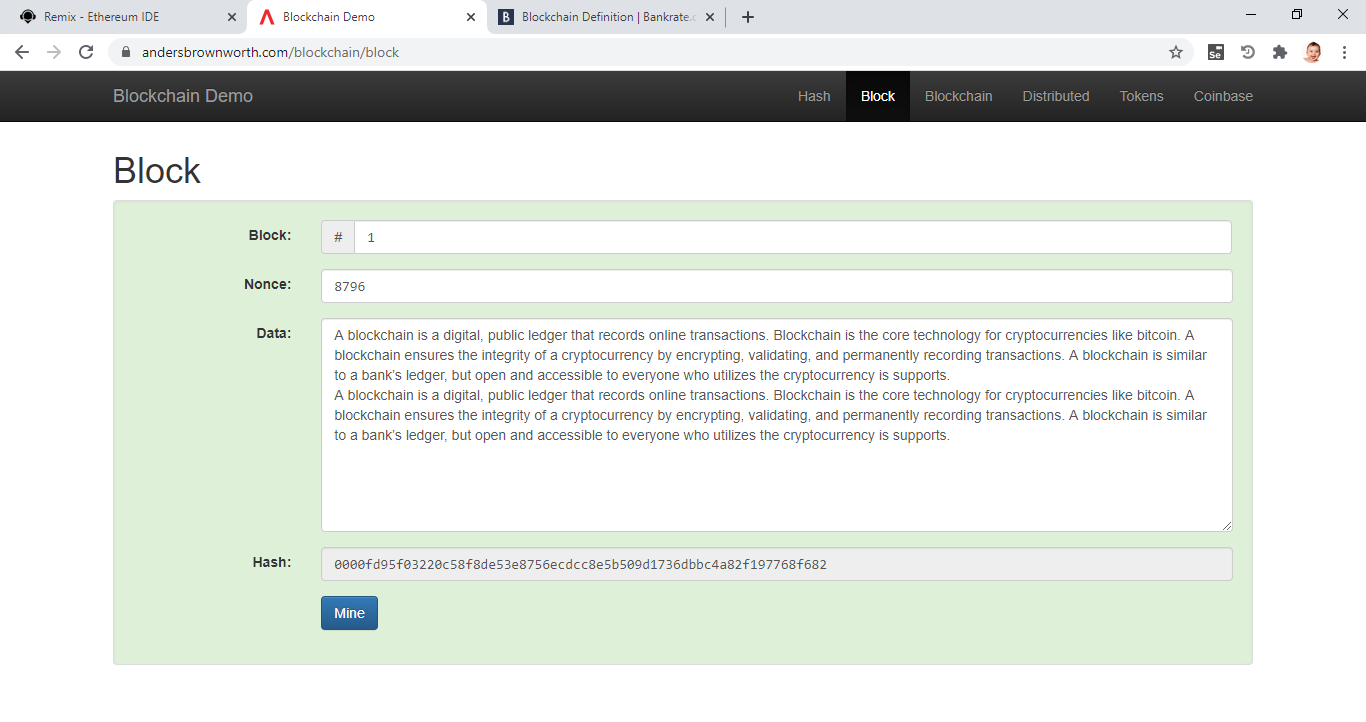 Remix - Ethereum IDE
Blockchain Demo
Blockchain Definition | Bankrate.c
andersbrownworth.com/blockchain/block
Se
Blockchain Demo
Hash
Block
Blockchain
Distributed
Tokens
Coinbase
Block
Block:
# 1
Nonce:
8796
Data:
A blockchain is a digital, public ledger that records online transactions. Blockchain is the core technology for cryptocurrencies like bitcoin. A
blockchain ensures the integrity of a cryptocurrency by encrypting, validating, and permanently recording transactions. A blockchain is similar
to a bank’s ledger, but open and accessible to everyone who utilizes the cryptocurrency is supports.
A blockchain is a digital, public ledger that records online transactions. Blockchain is the core technology for cryptocurrencies like bitcoin. A
blockchain ensures the integrity of a cryptocurrency by encrypting, validating, and permanently recording transactions. A blockchain is similar
to a bank’s ledger, but open and accessible to everyone who utilizes the cryptocurrency is supports.
Hash:
0000fd95f03220c58f8de53e8756ecdcc8e5b509d1736dbbc4a82f197768f682
Mine